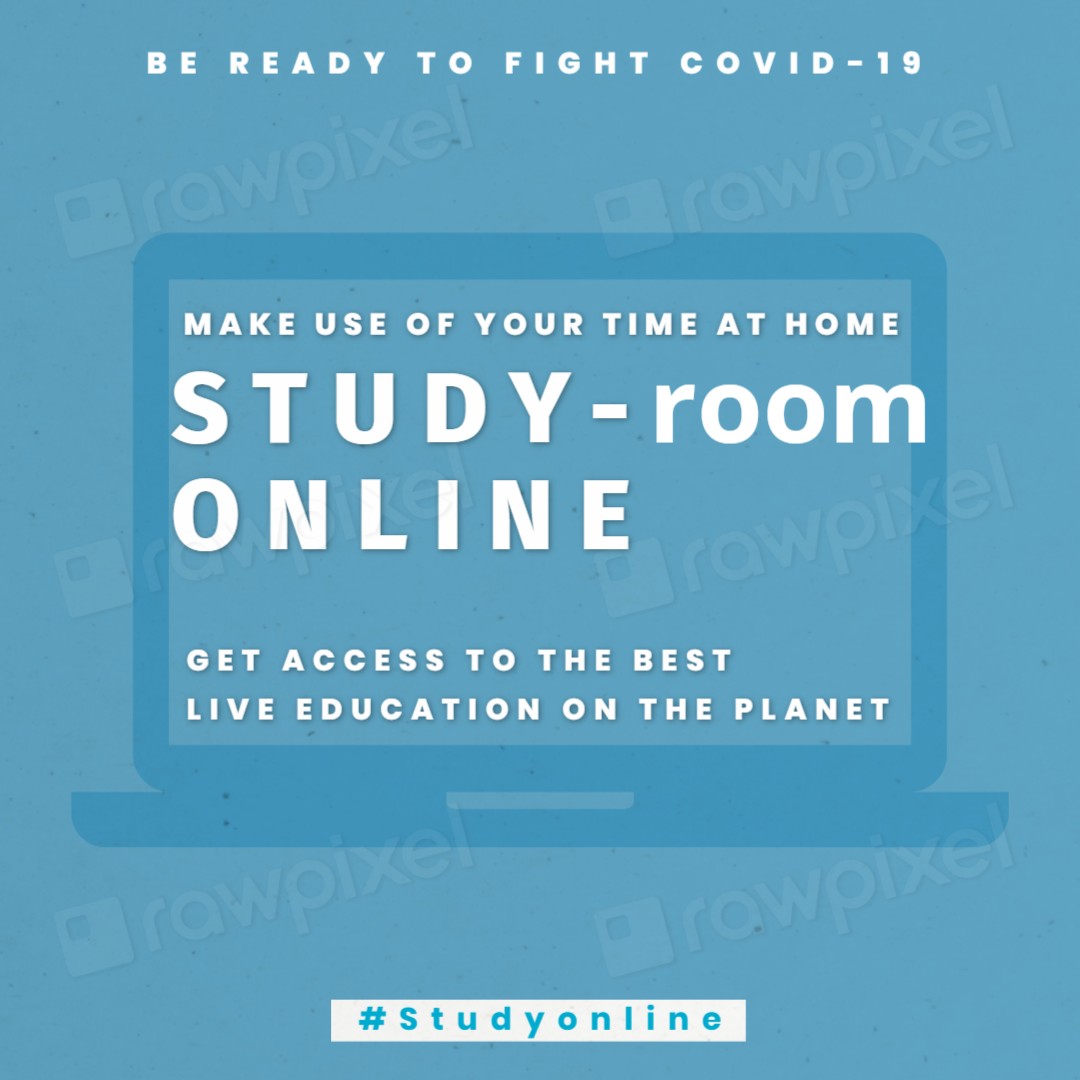 BE READY TO FIGHT COVID-19
rawpixel rawpixel
MAKE USE OF YOUR TIME AT HOME
STUDY-room
ONLINE
rawpixel rawpixel
GET ACCESS TO THE BEST
LIVE EDUCATION ON THE PLANET
rawpixel rawpixel
#Studyonline